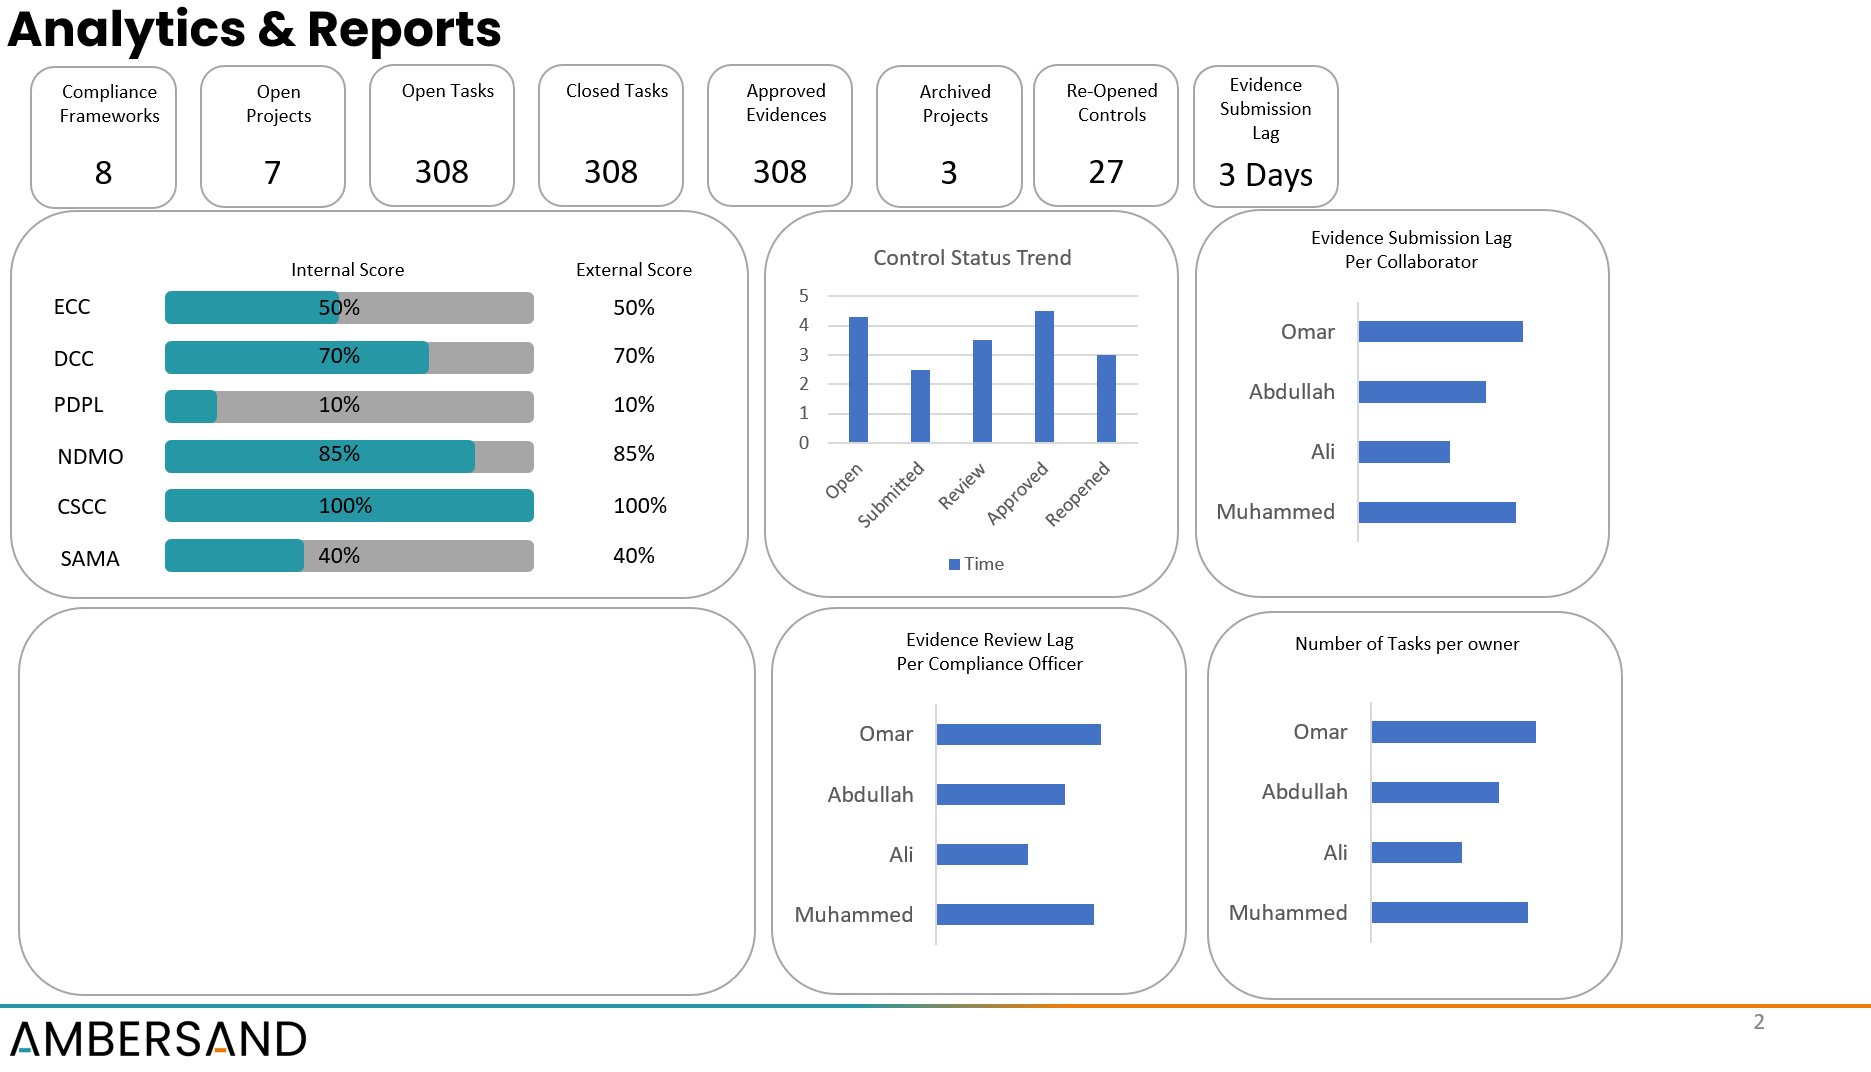 Analytics & Reports
Compliance
Frameworks
8
Open
Projects
7
Open Tasks
308
Closed Tasks
308
Approved
Evidences
308
Archived
Projects
3
Re-Opened
Controls
27
Evidence
Submission
Lag
3 Days
Internal Score
External Score
ECC
50%
50%
DCC
70%
70%
PDPL
10%
10%
NDMO
85%
85%
CSCC
100%
100%
SAMA
40%
40%
Control Status Trend
5
4
3
2
1
0
Open
Submitted
Review
Approved
Reopened
Time
Evidence Submission Lag
Per Collaborator
Omar
Abdullah
Ali
Muhammed
Evidence Review Lag
Per Compliance Officer
Omar
Abdullah
Ali
Muhammed
Number of Tasks per owner
Omar
Abdullah
Ali
Muhammed
AMBERSAND
2